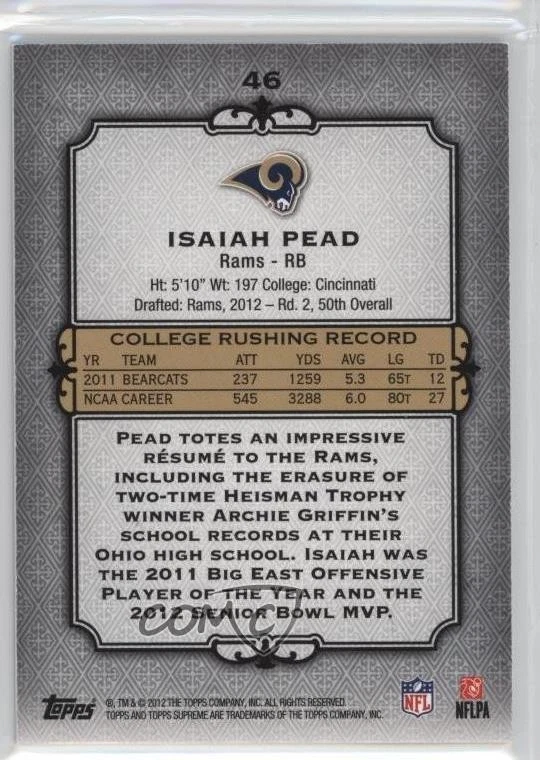 46
ISAIAH PEAD
Rams - RB
Ht: 5'10" Wt: 197 College: Cincinnati
Drafted: Rams, 2012 – Rd. 2, 50th Overall
COLLEGE RUSHING RECORD
YR TEAM ATT YDS AVG LG TD
2011 BEARCATS 237 1259 5.3 65T 12
NCAA CAREER 545 3288 6.0 80T 27
PEAD TOTES AN IMPRESSIVE
RÉSUMÉ TO THE RAMS,
INCLUDING THE ERASURE OF
TWO-TIME HEISMAN TROPHY
WINNER ARCHIE GRIFFIN'S
SCHOOL RECORDS AT THEIR
OHIO HIGH SCHOOL. ISAIAH WAS
THE 2011 BIG EAST OFFENSIVE
PLAYER OF THE YEAR AND THE
2012 SENIOR BOWL MVP.
COMC
Topps
®, TM & © 2012 THE TOPPS COMPANY, INC. ALL RIGHTS RESERVED.
TOPPS AND TOPPS SUPREME ARE TRADEMARKS OF THE TOPPS COMPANY, INC.
NFL
NFLPA